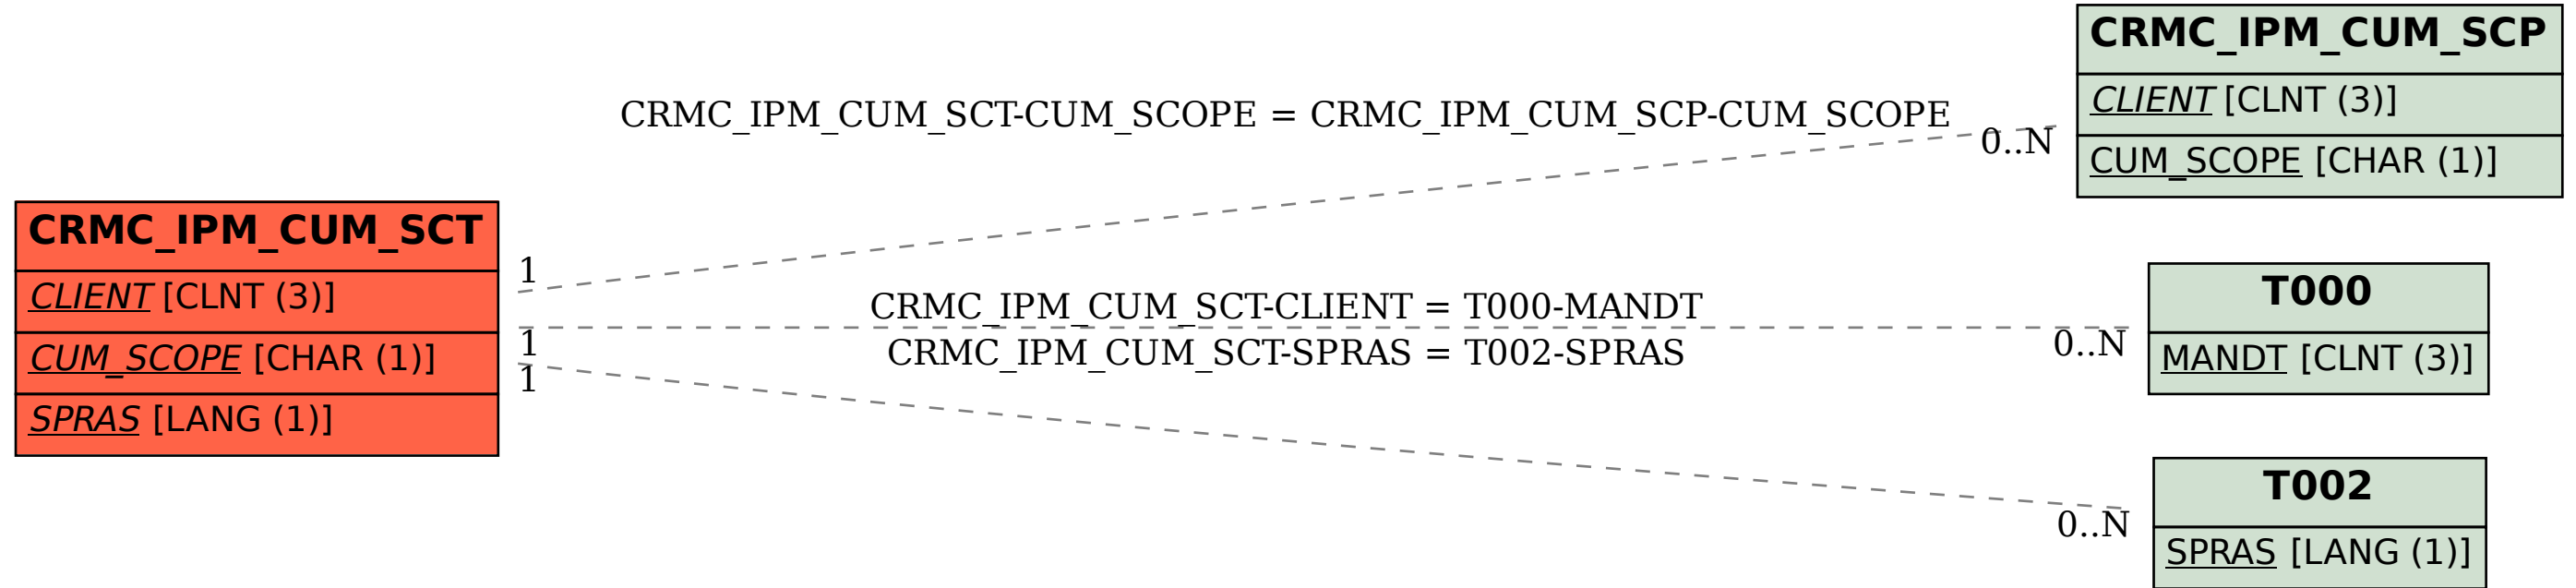 CRMC_IPM_CUM_SCP
CLIENT [CLNT (3)]
CUM_SCOPE [CHAR (1)]
CRMC_IPM_CUM_SCT-CUM_SCOPE = CRMC_IPM_CUM_SCP-CUM_SCOPE
0..N
CRMC_IPM_CUM_SCT
CLIENT [CLNT (3)]
CUM_SCOPE [CHAR (1)]
SPRAS [LANG (1)]
1
1
1
CRMC_IPM_CUM_SCT-CLIENT = T000-MANDT
CRMC_IPM_CUM_SCT-SPRAS = T002-SPRAS
0..N
T000
MANDT [CLNT (3)]
0..N
T002
SPRAS [LANG (1)]